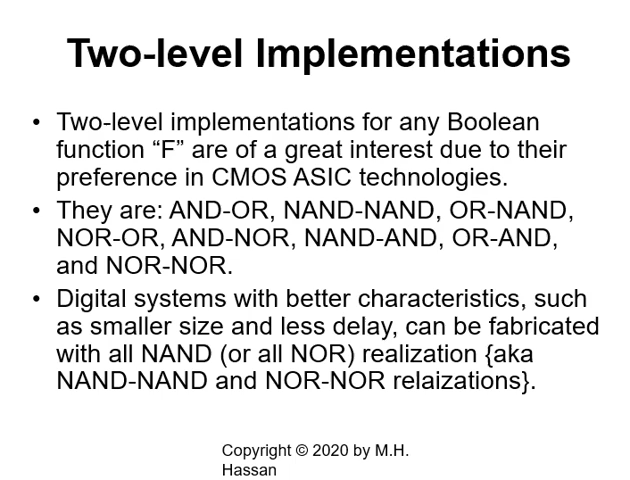 Two-level Implementations
• Two-level implementations for any Boolean
function “F” are of a great interest due to their
preference in CMOS ASIC technologies.
• They are: AND-OR, NAND-NAND, OR-NAND,
NOR-OR, AND-NOR, NAND-AND, OR-AND,
and NOR-NOR.
• Digital systems with better characteristics, such
as smaller size and less delay, can be fabricated
with all NAND (or all NOR) realization {aka
NAND-NAND and NOR-NOR relaizations}.
Copyright © 2020 by M.H.
Hassan